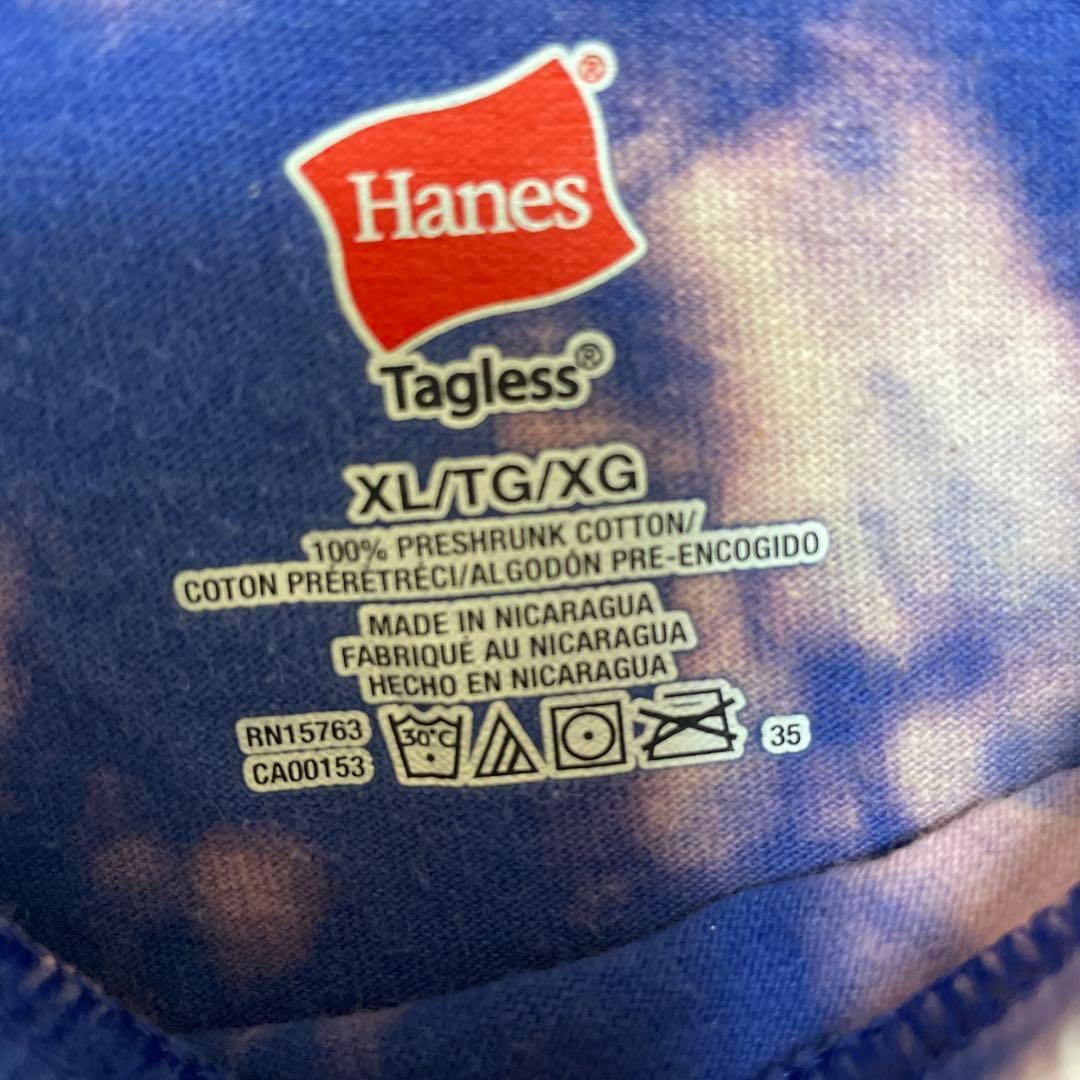 Hanes®
Tagless®
XL/TG/XG
100% PRESHRUNK COTTON/
COTON PRÉRÉTRÉCI/ALGODÓN PRE-ENCOGIDO
MADE IN NICARAGUA
FABRIQUÉ AU NICARAGUA
HECHO EN NICARAGUA
RN15763
CA00153
30°C
35